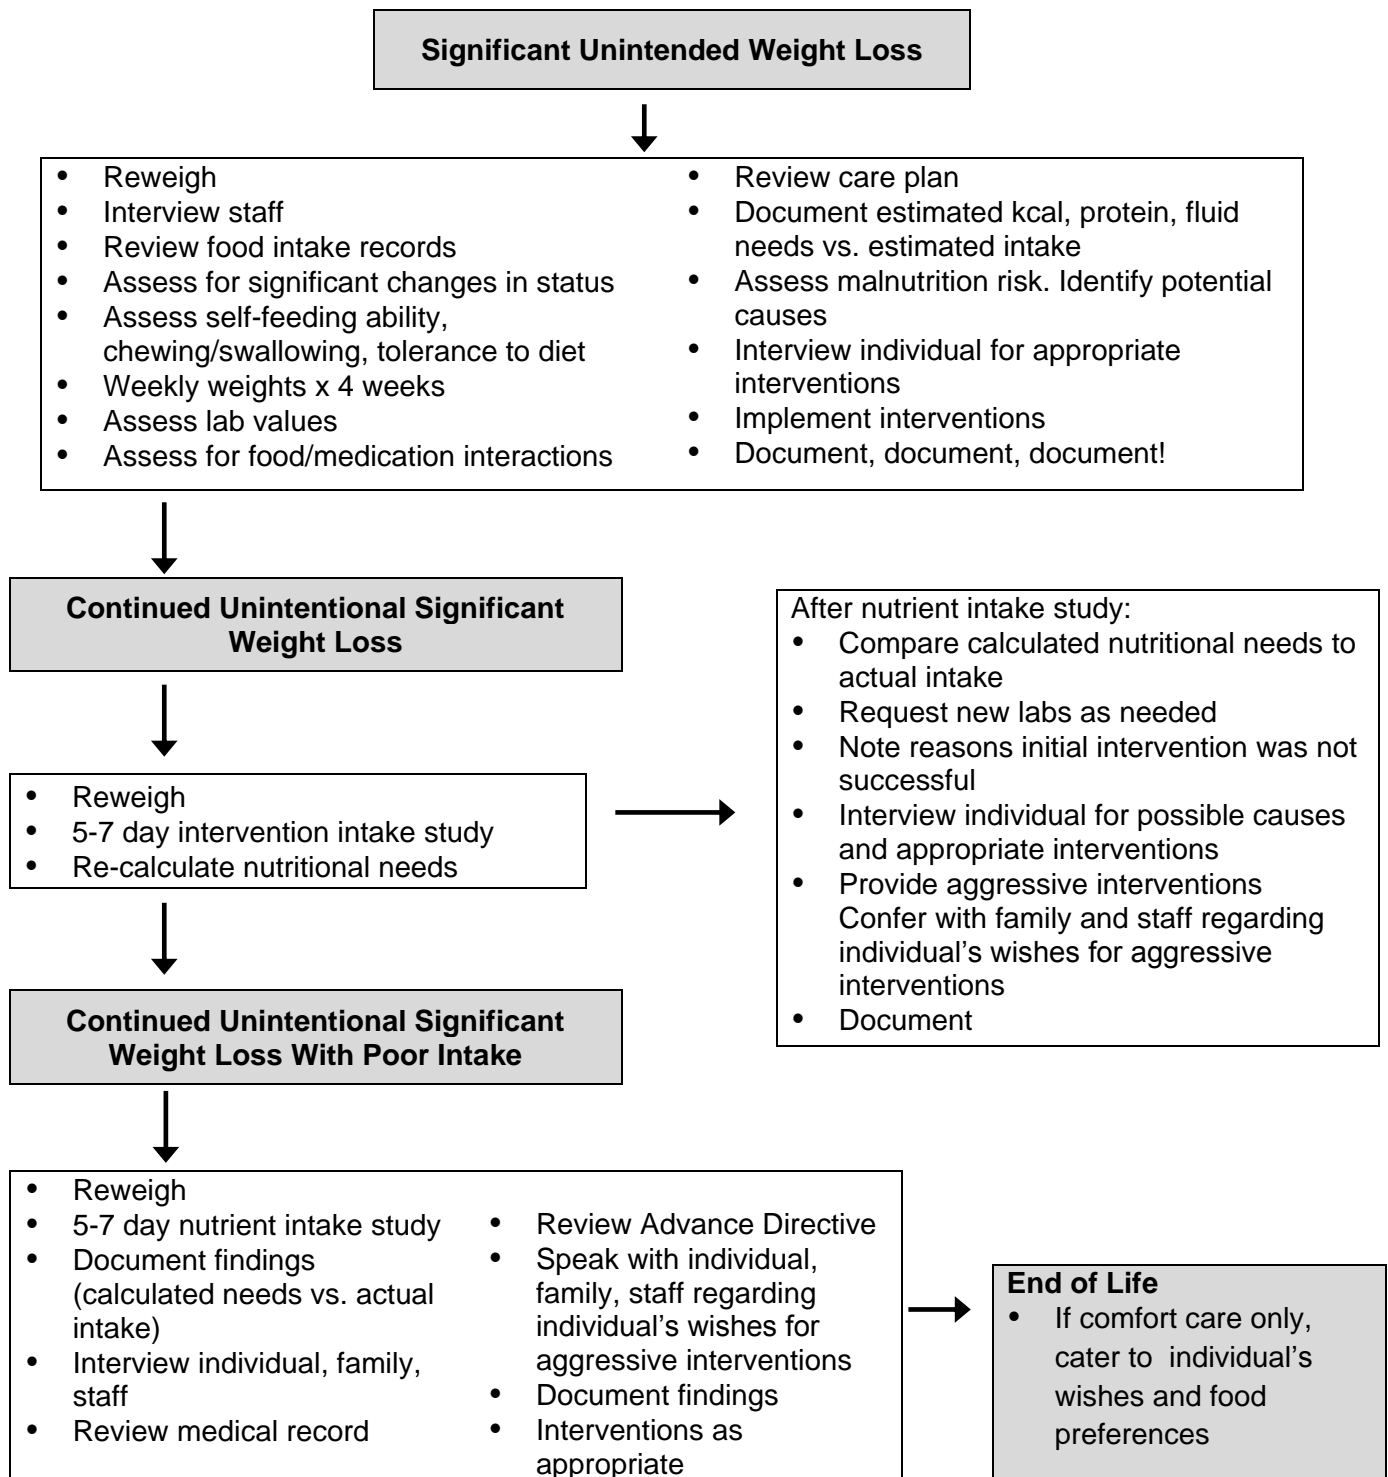 Significant Unintended Weight Loss
• Reweigh
• Interview staff
• Review food intake records
• Assess for significant changes in status
• Assess self-feeding ability,
chewing/swallowing, tolerance to diet
• Weekly weights x 4 weeks
• Assess lab values
• Assess for food/medication interactions
• Review care plan
• Document estimated kcal, protein, fluid
needs vs. estimated intake
• Assess malnutrition risk. Identify potential
causes
• Interview individual for appropriate
interventions
• Implement interventions
• Document, document, document!
Continued Unintentional Significant
Weight Loss
• Reweigh
• 5-7 day intervention intake study
• Re-calculate nutritional needs
After nutrient intake study:
• Compare calculated nutritional needs to
actual intake
• Request new labs as needed
• Note reasons initial intervention was not
successful
• Interview individual for possible causes
and appropriate interventions
• Provide aggressive interventions
Confer with family and staff regarding
individual’s wishes for aggressive
interventions
• Document
Continued Unintentional Significant
Weight Loss With Poor Intake
• Reweigh
• 5-7 day nutrient intake study
• Document findings
(calculated needs vs. actual
intake)
• Interview individual, family,
staff
• Review medical record
• Review Advance Directive
• Speak with individual,
family, staff regarding
individual’s wishes for
aggressive interventions
• Document findings
• Interventions as
appropriate
End of Life
• If comfort care only,
cater to individual’s
wishes and food
preferences